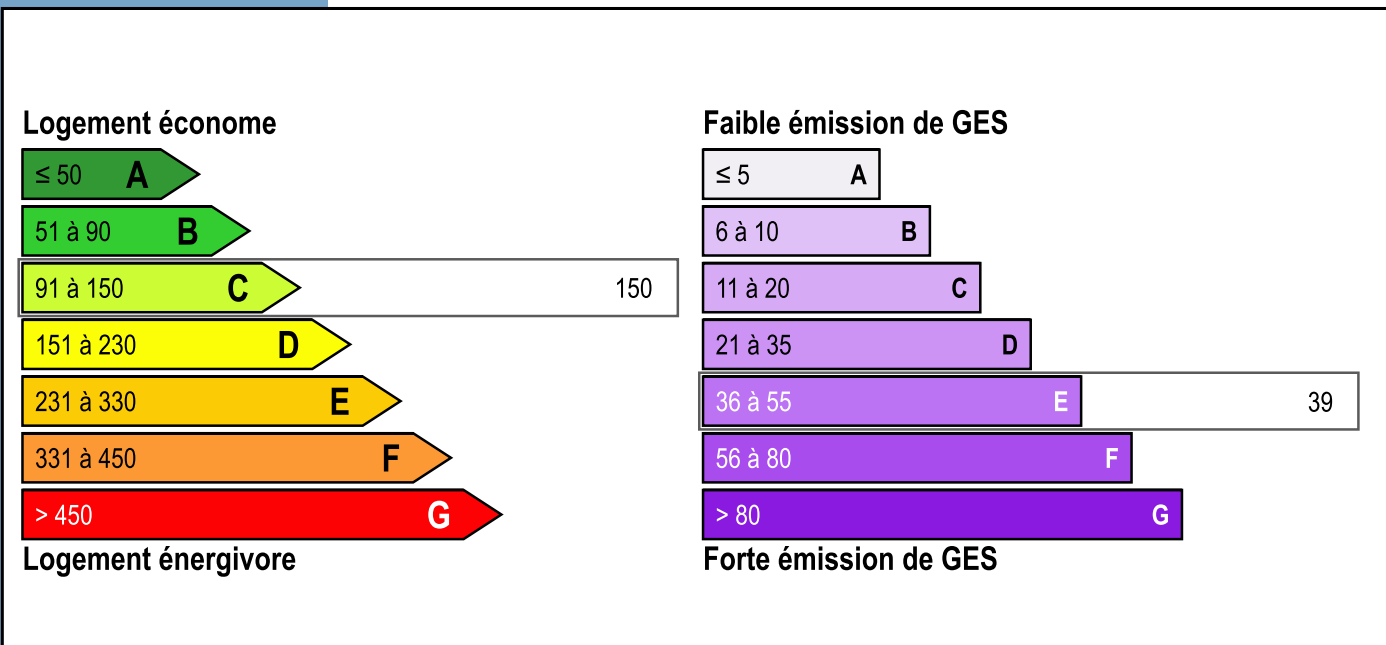 Logement économe
≤ 50 A
51 à 90 B
91 à 150 C 150
151 à 230 D
231 à 330 E
331 à 450 F
> 450 G
Logement énergivore
Faible émission de GES
≤ 5 A
6 à 10 B
11 à 20 C
21 à 35 D
36 à 55 E 39
56 à 80 F
> 80 G
Forte émission de GES